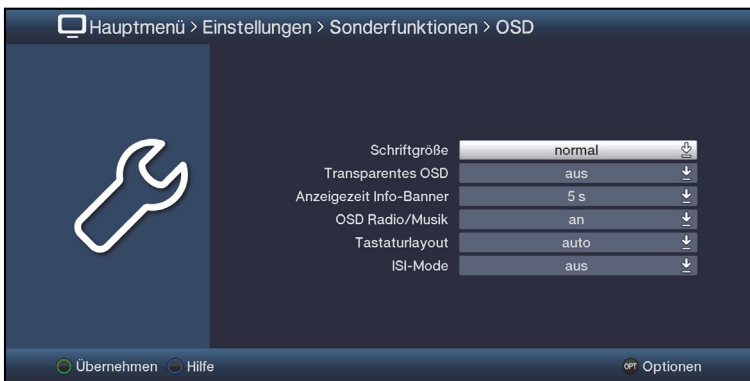 Hauptmenü > Einstellungen > Sonderfunktionen > OSD
Schriftgröße normal
Transparentes OSD aus
Anzeigezeit Info-Banner 5 s
OSD Radio/Musik an
Tastaturlayout auto
ISI-Mode aus
Übernehmen Hilfe OPT Optionen